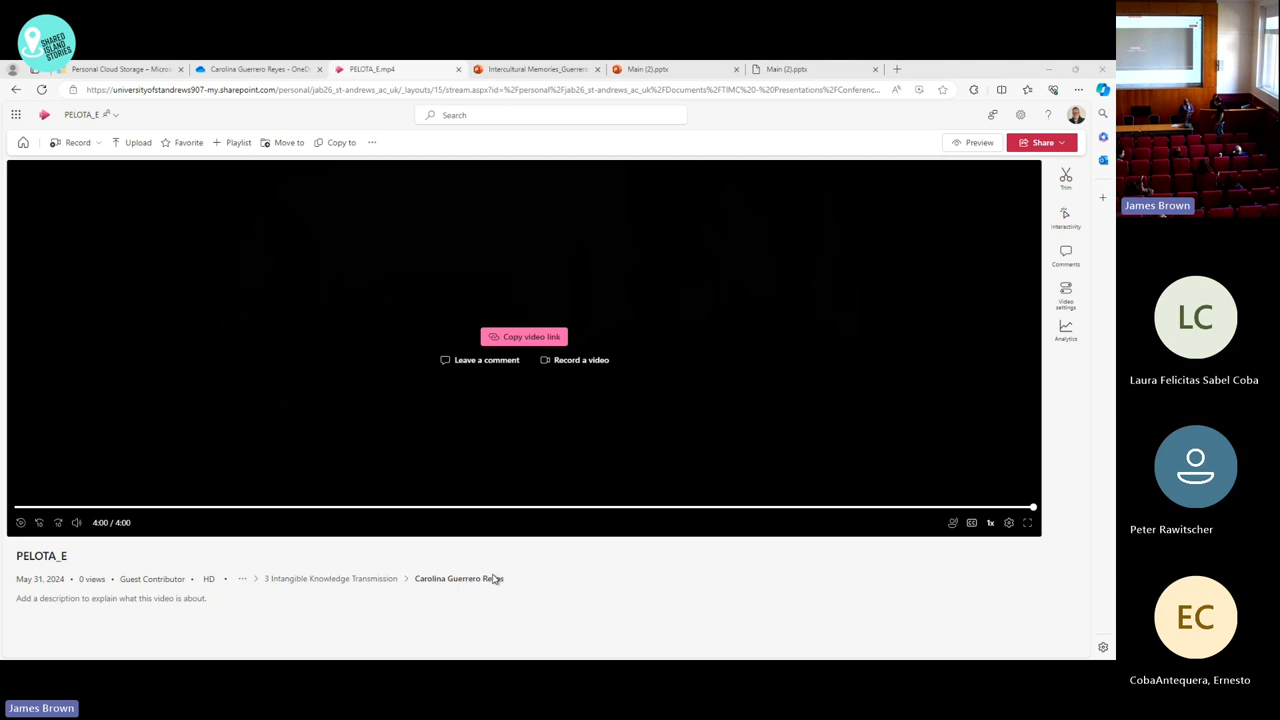 SHARED
ISLAND
STORIES
Personal Cloud Storage – Micros
Carolina Guerrero Reyes - OneD
PELOTA_E.mp4
Intercultural Memories_Guerrero
Main (2).pptx
Main (2).pptx
https://universityofstandrews907-my.sharepoint.com/personal/jab26_st-andrews_ac_uk/_layouts/15/stream.aspx?id=%2Fpersonal%2Fjab26_st-andrews_ac_uk%2FDocuments%2FTIMC%20-%20Presentations%2FConferenc...
PELOTA_E
Search
Record
Upload
Favorite
Playlist
Move to
Copy to
Preview
Share
Trim
Interactivity
Comments
Video
settings
Analytics
Copy video link
Leave a comment
Record a video
4:00 / 4:00
1x
PELOTA_E
May 31, 2024 • 0 views • Guest Contributor • HD • ... > 3 Intangible Knowledge Transmission > Carolina Guerrero Reyes
Add a description to explain what this video is about.
James Brown
James Brown
LC
Laura Felicitas Sabel Coba
Peter Rawitscher
EC
CobaAntequera, Ernesto